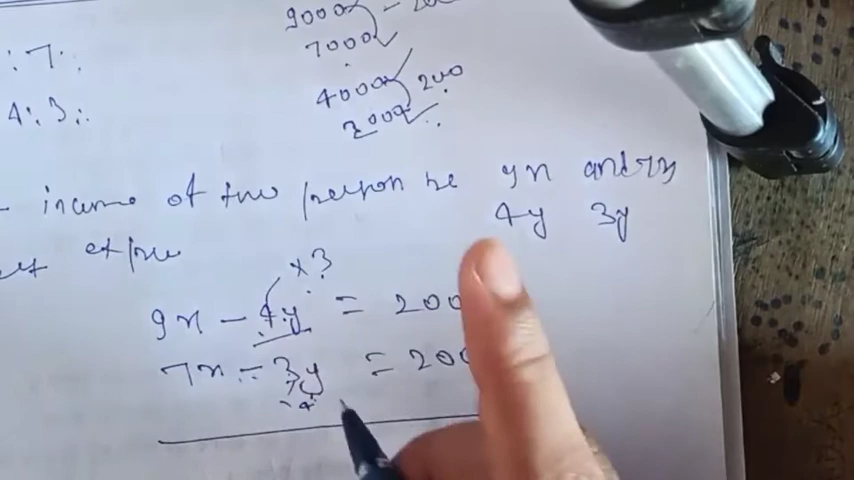 9000
: 7:
7000
4000 200
4:3:
3000
income of two person be 9x and 7x
4y 3y
×3
9x - 4y = 200
7x - 3y = 200
×4